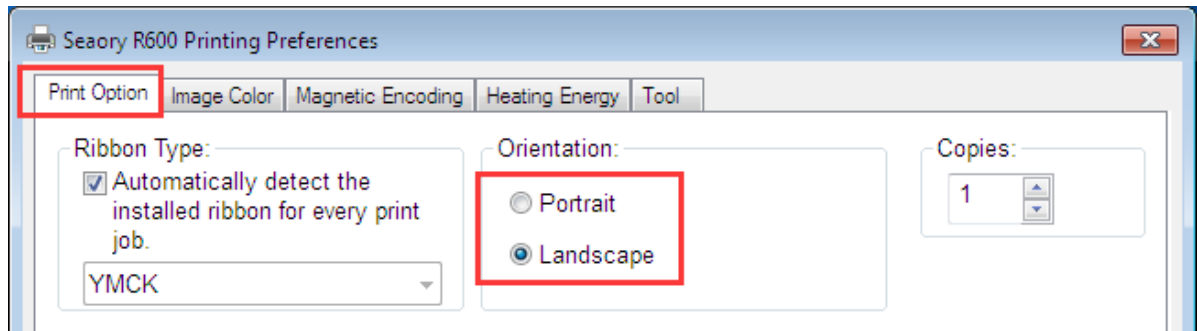 Seaory R600 Printing Preferences
Print Option Image Color Magnetic Encoding Heating Energy Tool
Ribbon Type:
Automatically detect the
installed ribbon for every print
job.
YMCK
Orientation:
Portrait
Landscape
Copies:
1